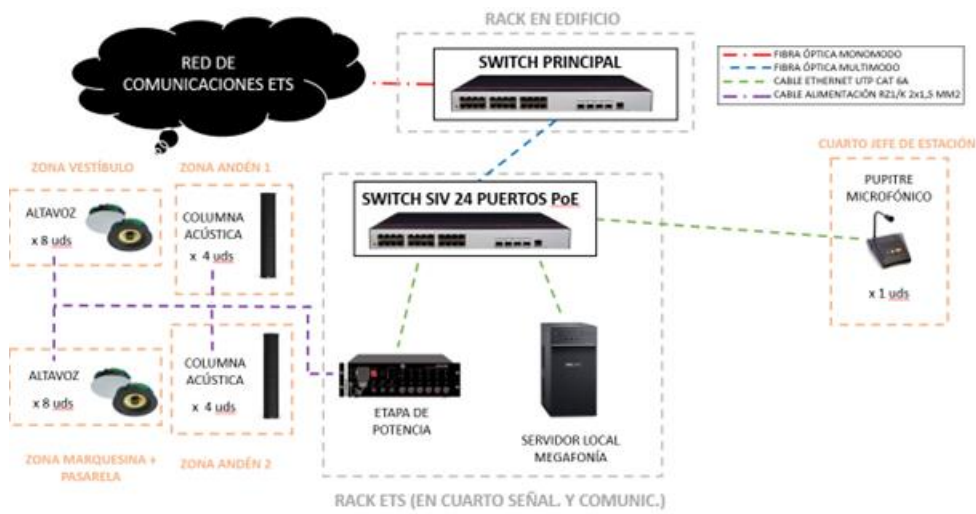 RACK EN EDIFICIO
RED DE
COMUNICACIONES ETS
SWITCH PRINCIPAL
FIBRA ÓPTICA MONOMODO
FIBRA ÓPTICA MULTIMODO
CABLE ETHERNET UTP CAT 6A
CABLE ALIMENTACIÓN RZ1/K 2x1,5 MM2
ZONA VESTÍBULO
ZONA ANDÉN 1
CUARTO JEFE DE ESTACIÓN
ALTAVOZ
x 8 uds
COLUMNA
ACÚSTICA
x 4 uds
SWITCH SIV 24 PUERTOS PoE
PUPITRE
MICROFÓNICO
x 1 uds
ALTAVOZ
x 8 uds
COLUMNA
ACÚSTICA
x 4 uds
ETAPA DE
POTENCIA
SERVIDOR LOCAL
MEGAFONÍA
ZONA MARQUESINA +
PASARELA
ZONA ANDÉN 2
RACK ETS (EN CUARTO SEÑAL. Y COMUNIC.)